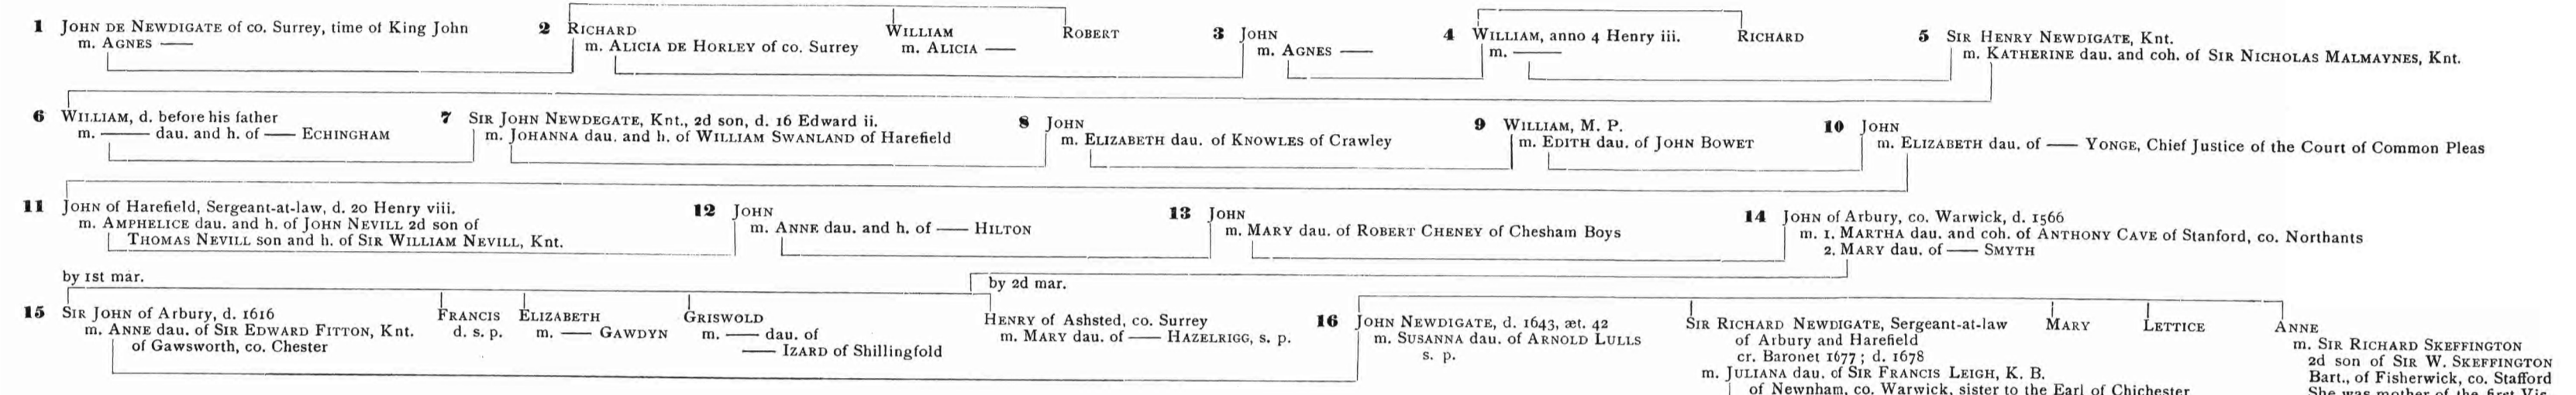 1 JOHN DE NEWDIGATE of co. Surrey, time of King John
m. AGNES ——
2 RICHARD
m. ALICIA DE HORLEY of co. Surrey
WILLIAM
m. ALICIA ——
ROBERT
3 JOHN
m. AGNES ——
4 WILLIAM, anno 4 Henry iii.
m. ——
RICHARD
5 SIR HENRY NEWDIGATE, Knt.
m. KATHERINE dau. and coh. of SIR NICHOLAS MALMAYNES, Knt.
6 WILLIAM, d. before his father
m. —— dau. and h. of —— ECHINGHAM
7 SIR JOHN NEWDEGATE, Knt., 2d son, d. 16 Edward ii.
m. JOHANNA dau. and h. of WILLIAM SWANLAND of Harefield
8 JOHN
m. ELIZABETH dau. of KNOWLES of Crawley
9 WILLIAM, M. P.
m. EDITH dau. of JOHN BOWET
10 JOHN
m. ELIZABETH dau. of —— YONGE, Chief Justice of the Court of Common Pleas
11 JOHN of Harefield, Sergeant-at-law, d. 20 Henry viii.
m. AMPHELICE dau. and h. of JOHN NEVILL 2d son of
THOMAS NEVILL son and h. of SIR WILLIAM NEVILL, Knt.
12 JOHN
m. ANNE dau. and h. of —— HILTON
13 JOHN
m. MARY dau. of ROBERT CHENEY of Chesham Boys
14 JOHN of Arbury, co. Warwick, d. 1566
m. 1. MARTHA dau. and coh. of ANTHONY CAVE of Stanford, co. Northants
2. MARY dau. of —— SMYTH
by 1st mar.
by 2d mar.
15 SIR JOHN of Arbury, d. 1616
m. ANNE dau. of SIR EDWARD FITTON, Knt.
of Gawsworth, co. Chester
FRANCIS
d. s. p.
ELIZABETH
m. —— GAWDYN
GRISWOLD
m. —— dau. of
—— IZARD of Shillingfold
HENRY of Ashsted, co. Surrey
m. MARY dau. of —— HAZELRIGG, s. p.
16 JOHN NEWDIGATE, d. 1643, æt. 42
m. SUSANNA dau. of ARNOLD LULLS
s. p.
SIR RICHARD NEWDIGATE, Sergeant-at-law
of Arbury and Harefield
cr. Baronet 1677; d. 1678
m. JULIANA dau. of SIR FRANCIS LEIGH, K. B.
of Newnham, co. Warwick, sister to the Earl of Chichester
MARY
LETTICE
ANNE
m. SIR RICHARD SKEFFINGTON
2d son of SIR W. SKEFFINGTON
Bart., of Fisherwick, co. Stafford
She was mother of the first Vis-